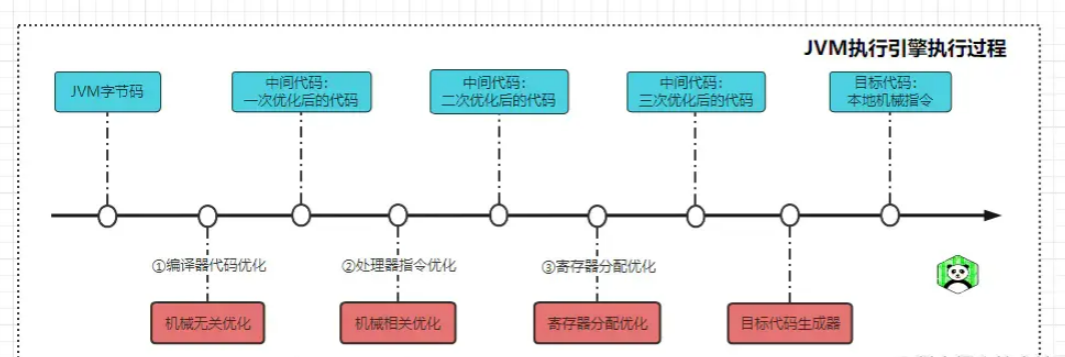 JVM执行引擎执行过程
JVM字节码
中间代码：
一次优化后的代码
中间代码：
二次优化后的代码
中间代码：
三次优化后的代码
目标代码：
本地机械指令
①编译器代码优化
②处理器指令优化
③寄存器分配优化
机械无关优化
机械相关优化
寄存器分配优化
目标代码生成器